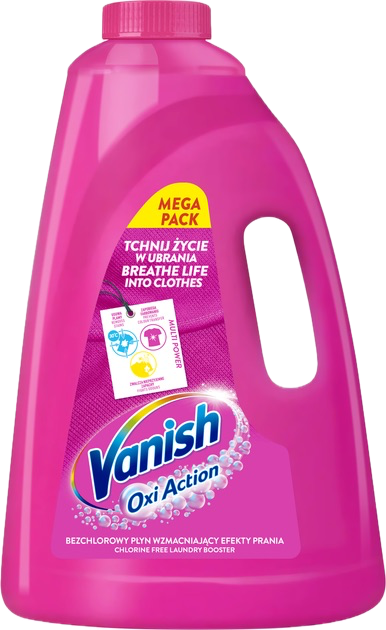 MEGA
PACK
TCHNIJ ŻYCIE
W UBRANIA
BREATHE LIFE
INTO CLOTHES
MULTI POWER
Vanish
Oxi Action
BEZCHLOROWY PŁYN WZMACNIAJĄCY EFEKTY PRANIA
CHLORINE FREE LAUNDRY BOOSTER